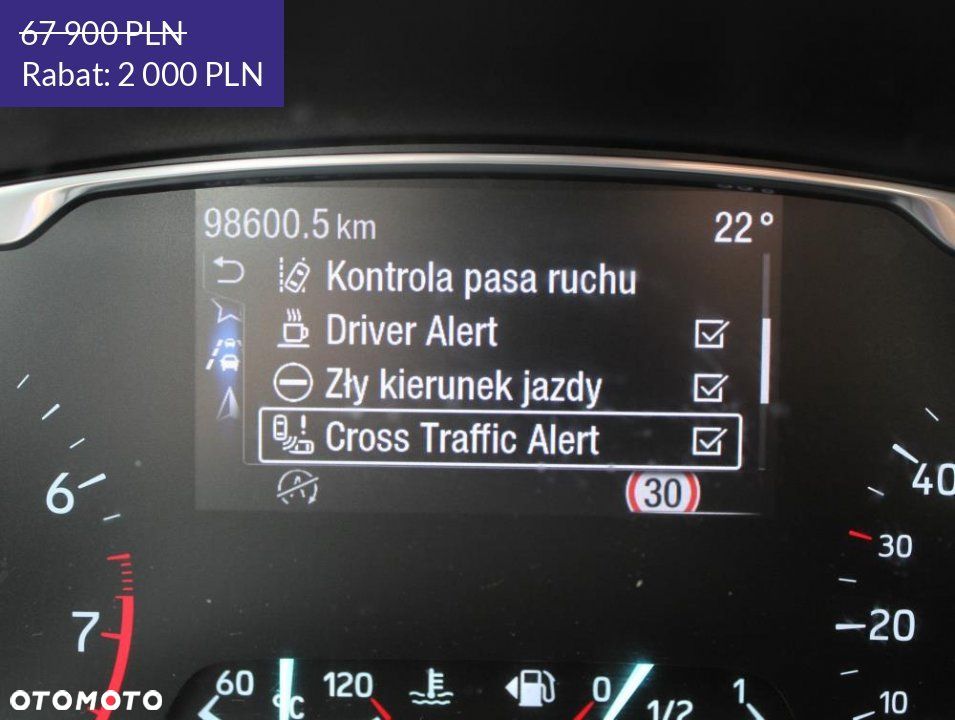 67 900 PLN
Rabat: 2 000 PLN
98600.5 km 22°
Kontrola pasa ruchu
Driver Alert
Zły kierunek jazdy
Cross Traffic Alert
A
30
6
7
40
30
20
10
60 °C 120
0 1/2 1
OTOMOTO